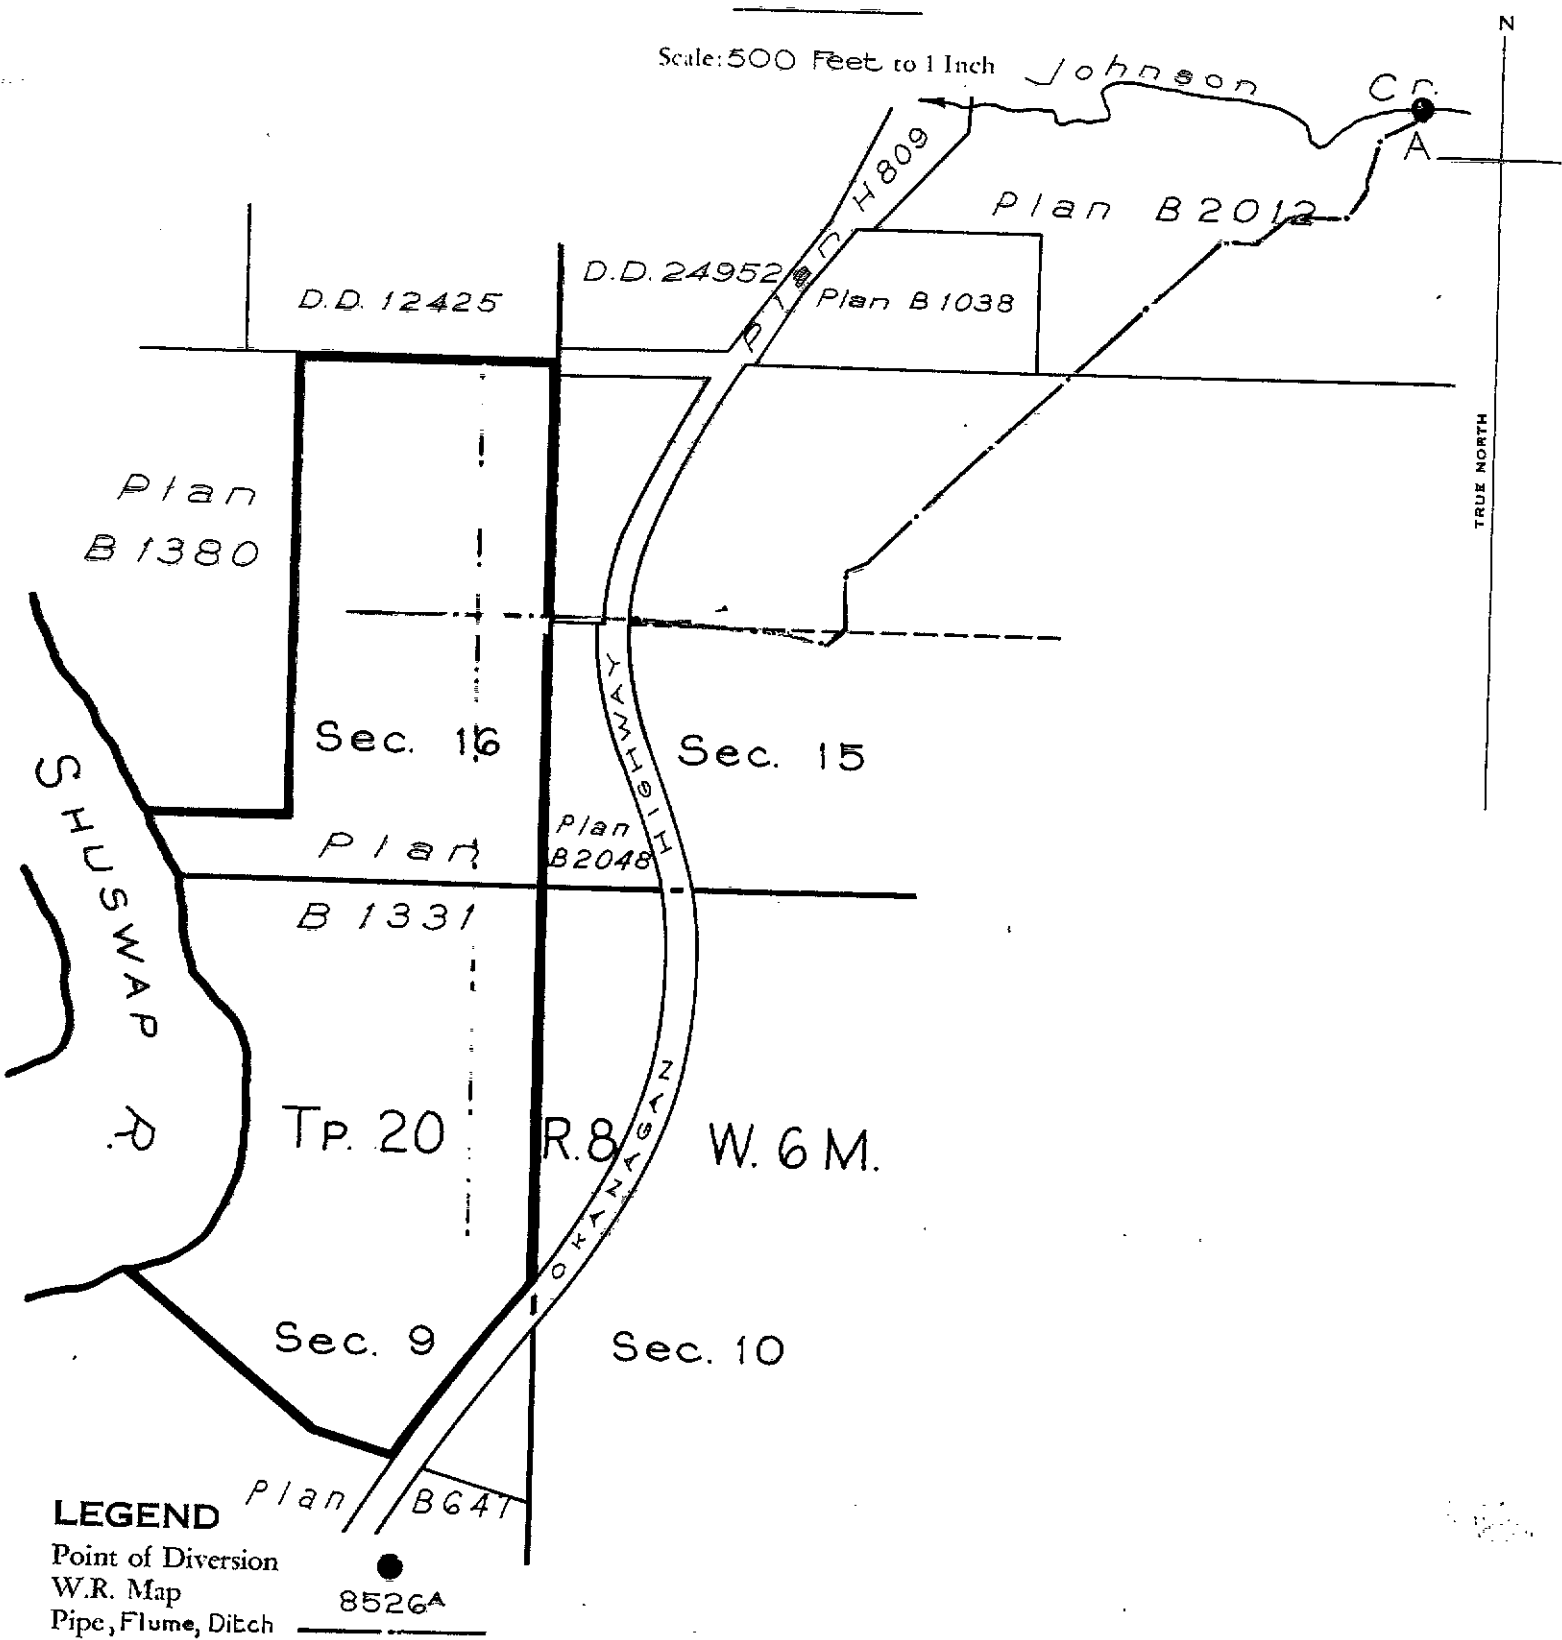 N
Scale: 500 Feet to 1 Inch
Johnson Cr.
A
Plan H809
Plan B2012
D.D. 24952
D.D. 12425
Plan B1038
TRUE NORTH
Plan
B 1380
Sec. 16
Sec. 15
SHUSWAP R.
Plan
B 1331
Plan
B2048
OKANAGAN HIGHWAY
Tp. 20 R.8 W. 6 M.
Sec. 9
Sec. 10
Plan B647
LEGEND
Point of Diversion
W.R. Map 8526A
Pipe, Flume, Ditch